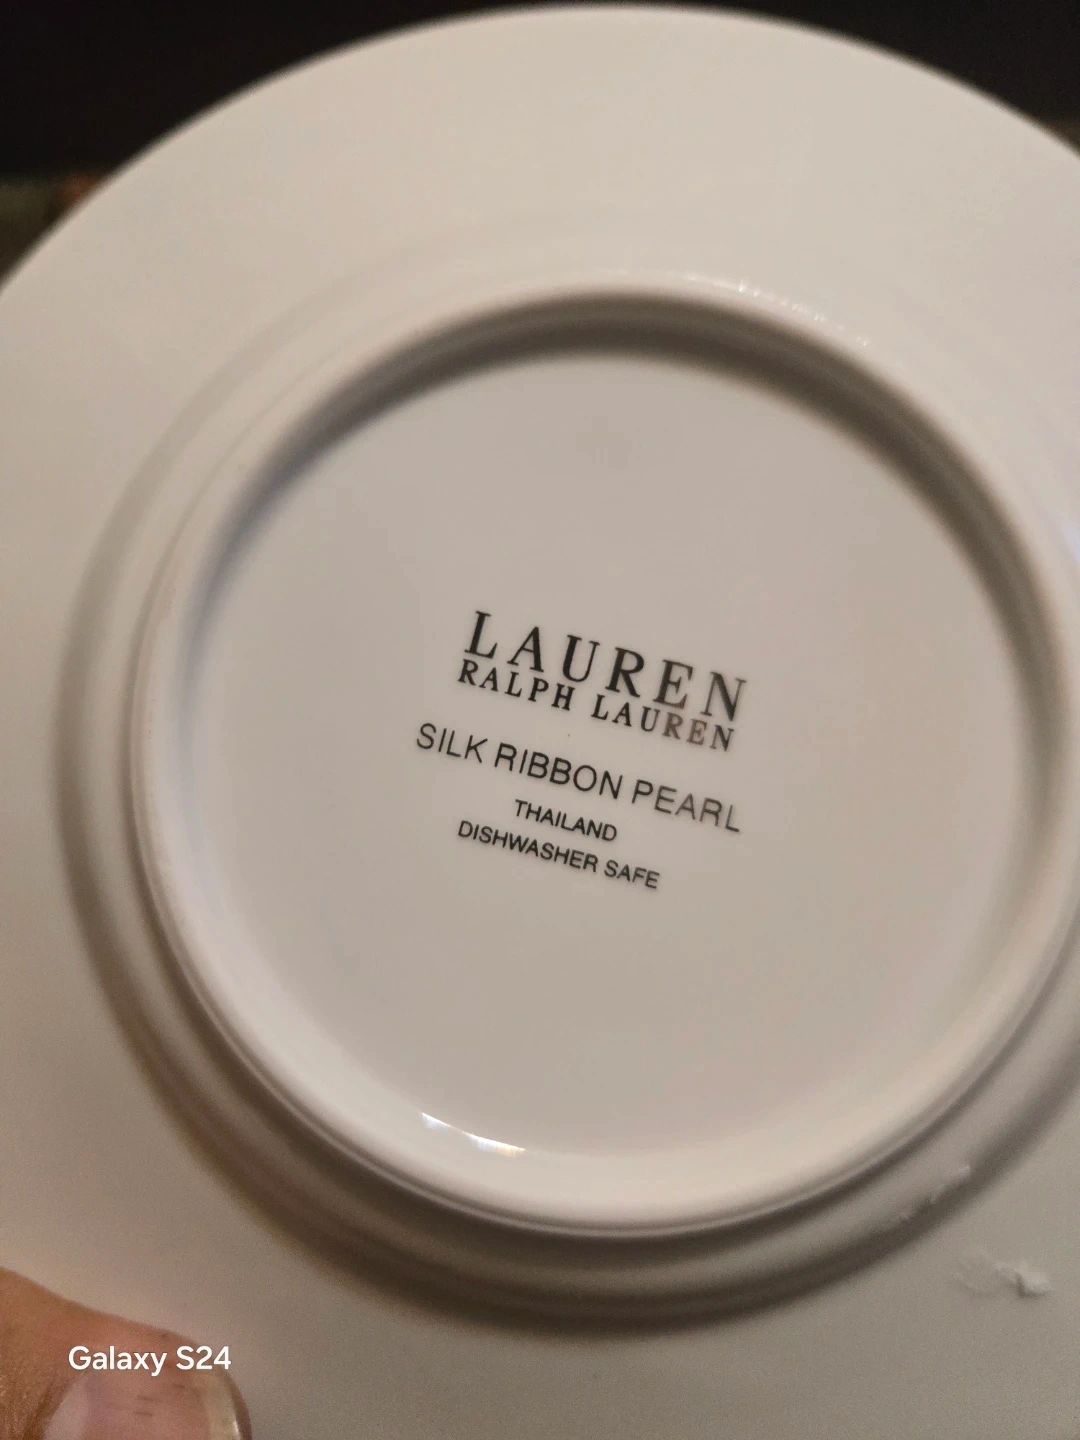 LAUREN
RALPH LAUREN
SILK RIBBON PEARL
THAILAND
DISHWASHER SAFE
Galaxy S24